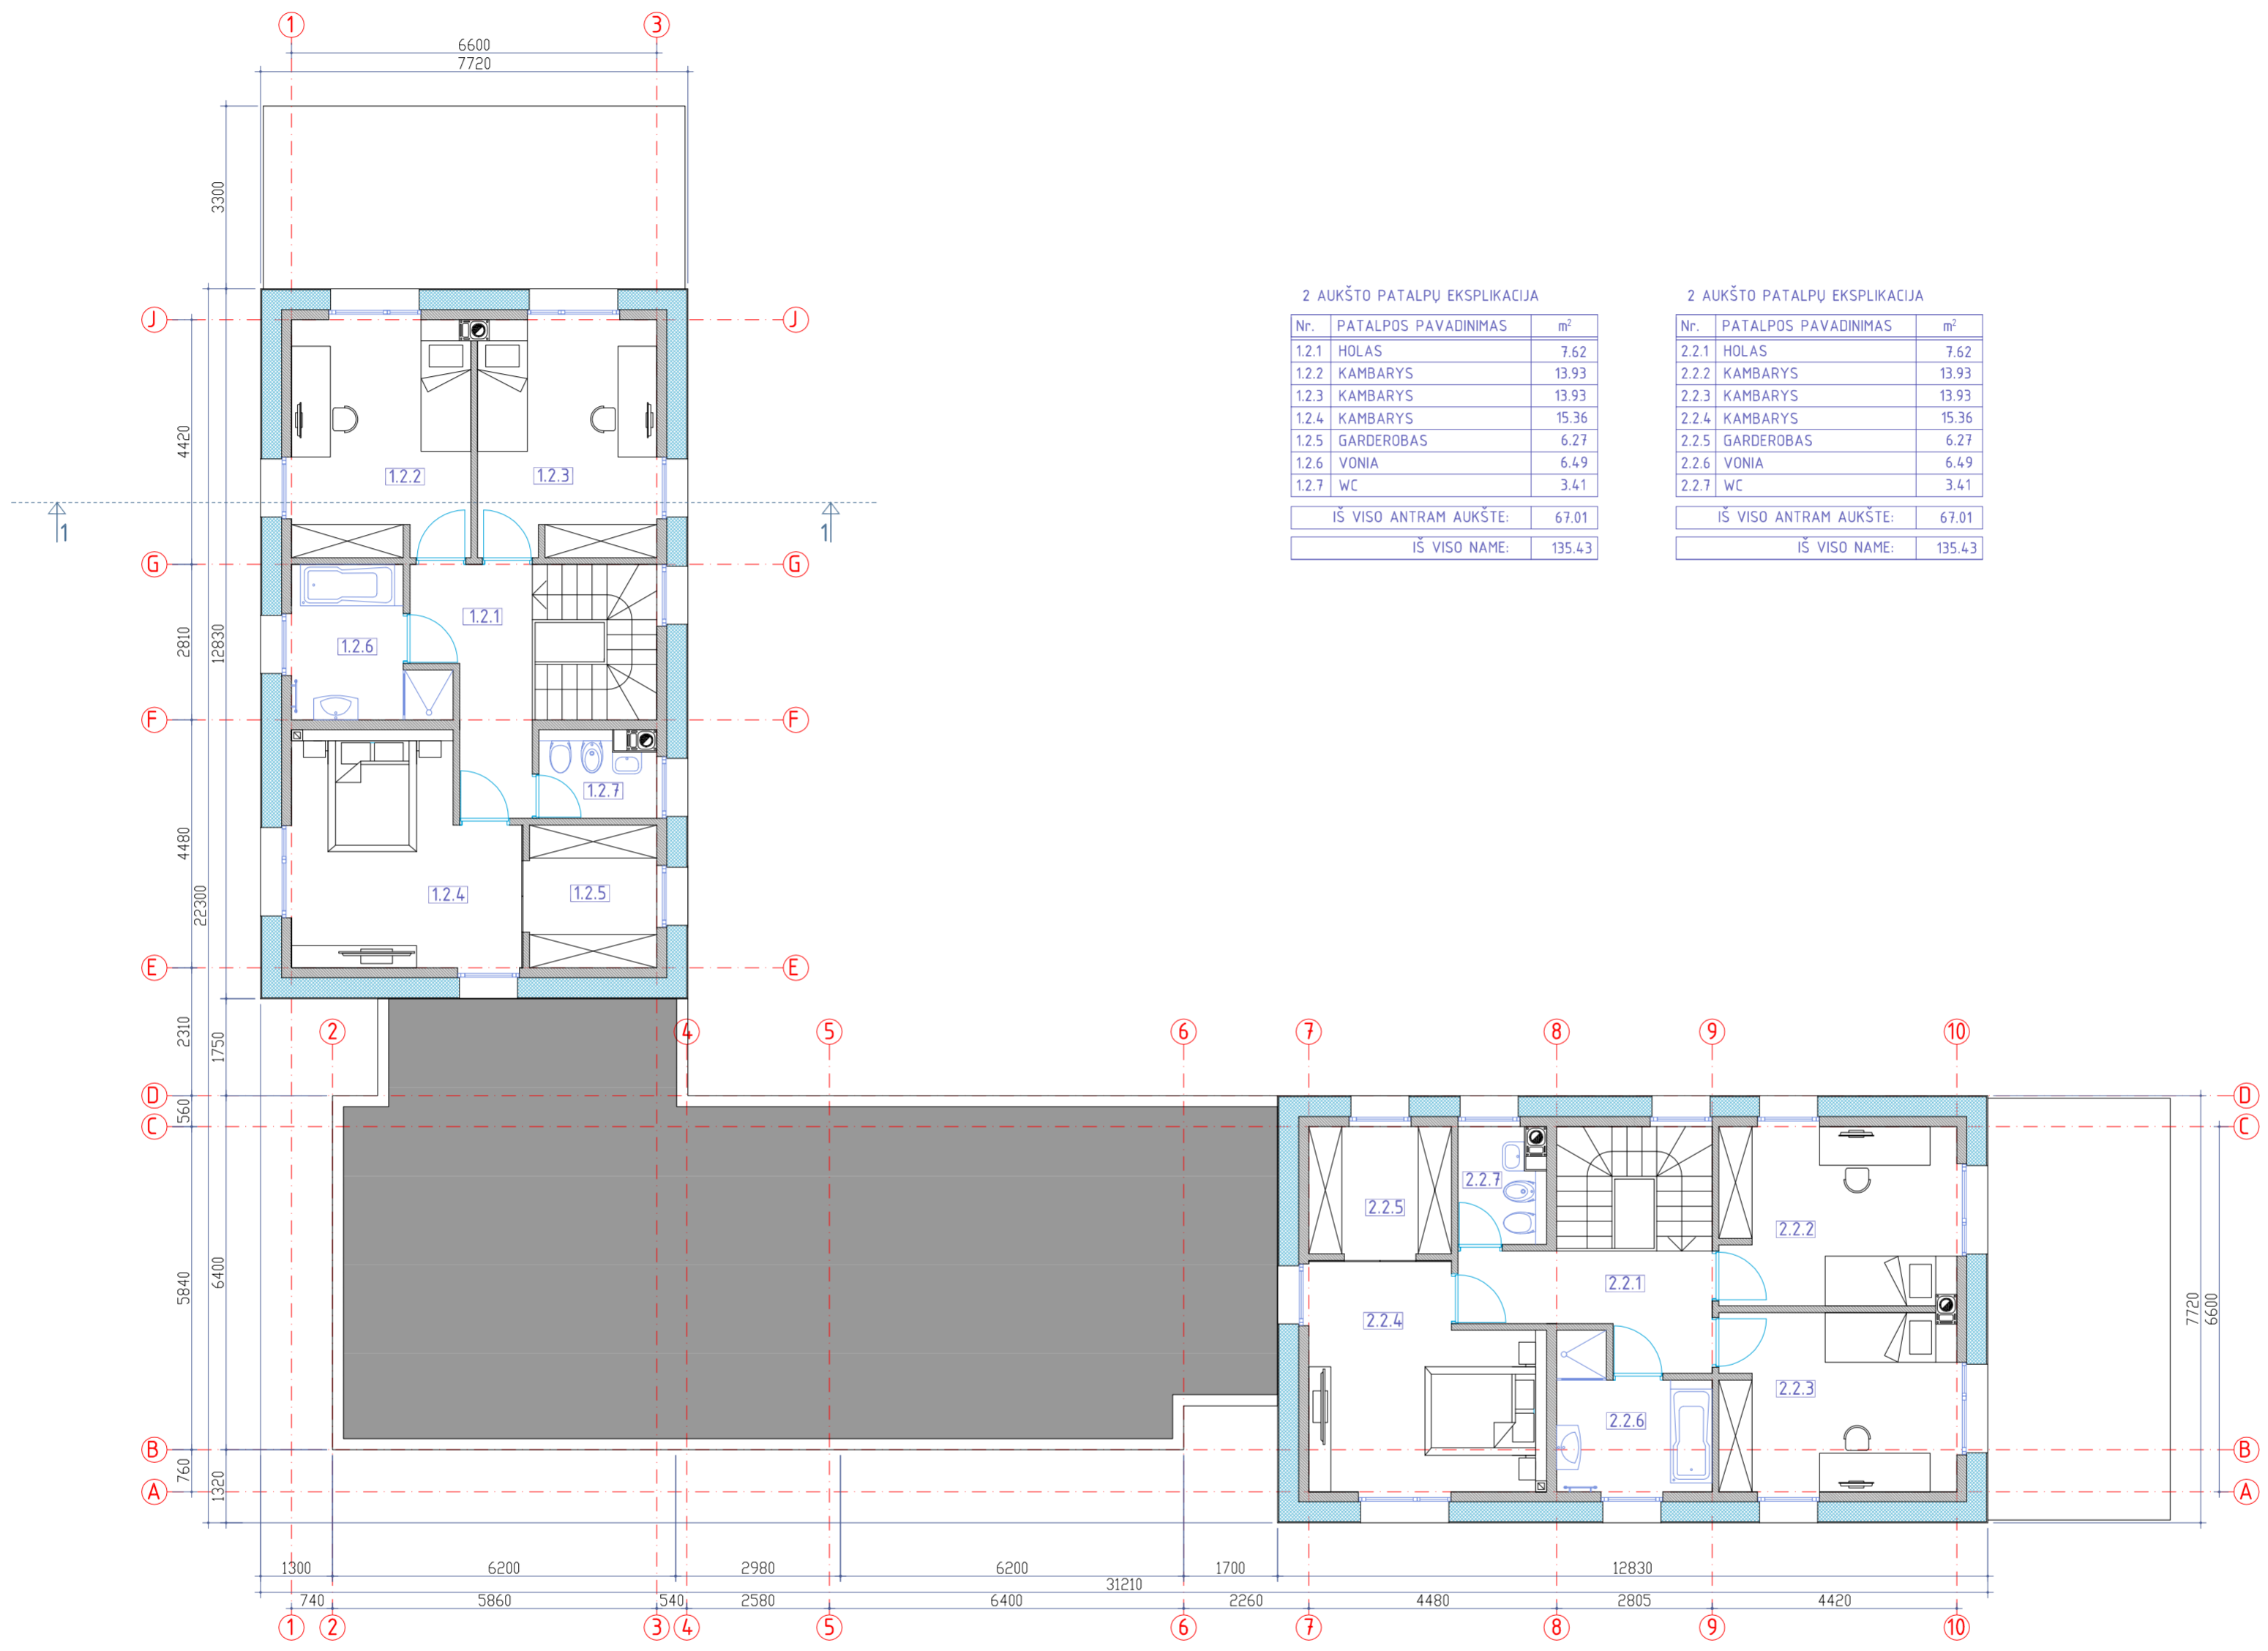 1 3
6600
7720
3300
2 AUKŠTO PATALPŲ EKSPLIKACIJA
Nr. PATALPOS PAVADINIMAS m²
1.2.1 HOLAS 7.62
1.2.2 KAMBARYS 13.93
1.2.3 KAMBARYS 13.93
1.2.4 KAMBARYS 15.36
1.2.5 GARDEROBAS 6.27
1.2.6 VONIA 6.49
1.2.7 WC 3.41
IŠ VISO ANTRAM AUKŠTE: 67.01
IŠ VISO NAME: 135.43
2 AUKŠTO PATALPŲ EKSPLIKACIJA
Nr. PATALPOS PAVADINIMAS m²
2.2.1 HOLAS 7.62
2.2.2 KAMBARYS 13.93
2.2.3 KAMBARYS 13.93
2.2.4 KAMBARYS 15.36
2.2.5 GARDEROBAS 6.27
2.2.6 VONIA 6.49
2.2.7 WC 3.41
IŠ VISO ANTRAM AUKŠTE: 67.01
IŠ VISO NAME: 135.43
J J
4420
1.2.2 1.2.3
1 1
G G
1.2.1
2810 12830
1.2.6
F F
1.2.7
4480
22300
1.2.4 1.2.5
E E
2310 1750
2 4 5 6 7 8 9 10
D D
560
C C
2.2.7
2.2.5
2.2.2
5840 6400
2.2.1
2.2.4
7720 6600
2.2.3
2.2.6
B B
760 1320
A A
1300 6200 2980 6200 1700 12830
31210
740 5860 540 2580 6400 2260 4480 2805 4420
1 2 3 4 5 6 7 8 9 10